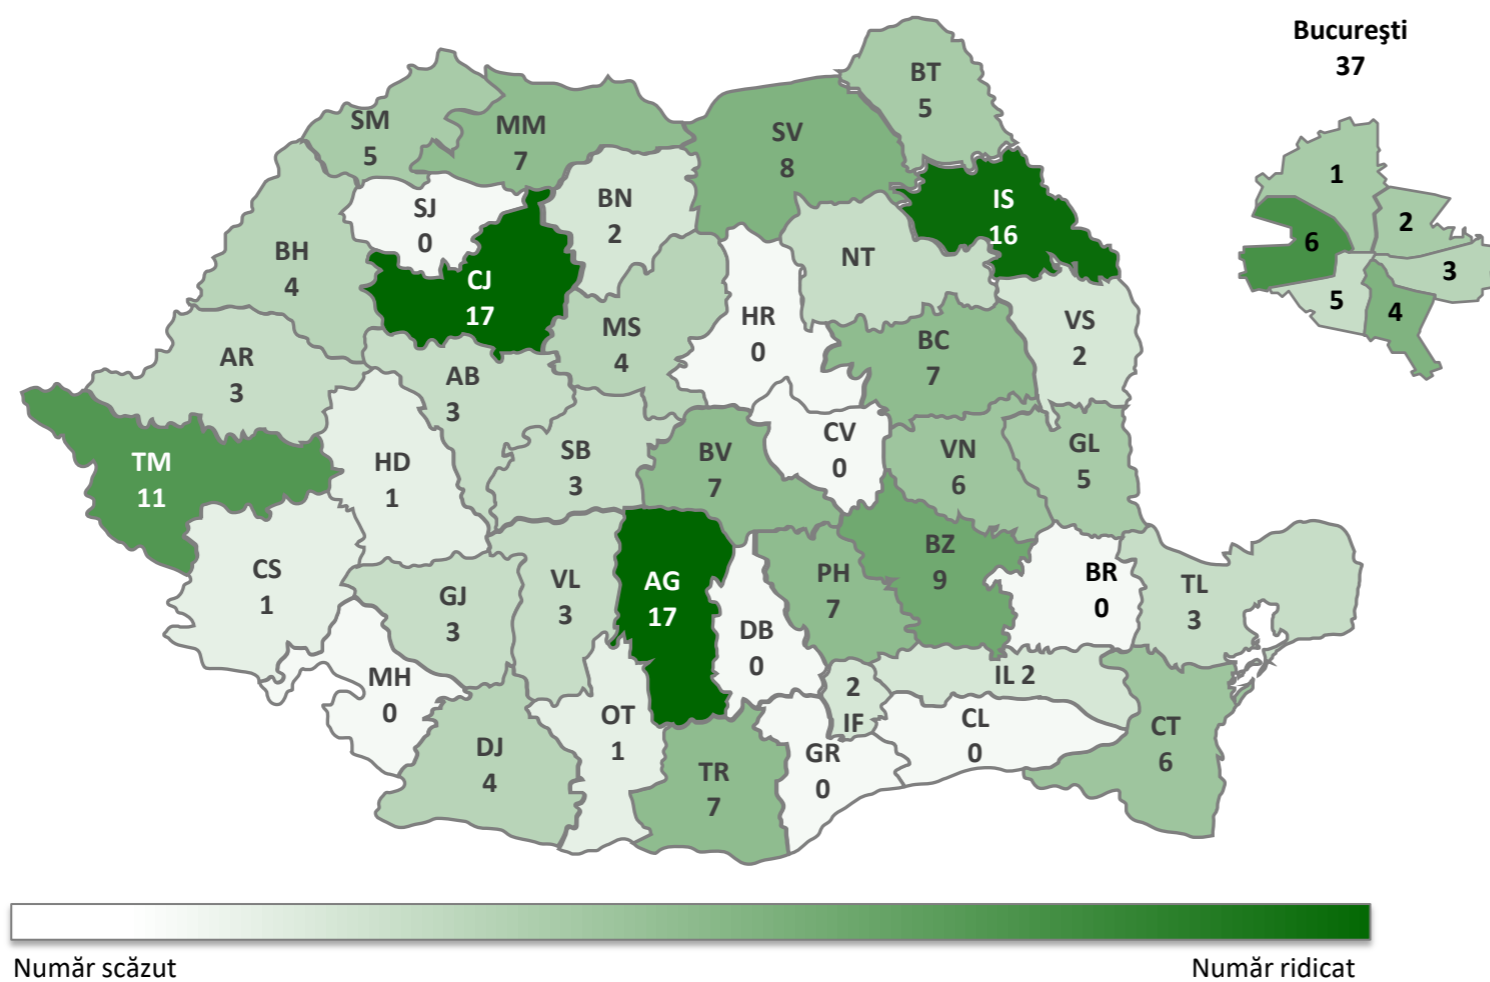 Bucureşti
37
BT
5
SM
5
MM
7
SV
8
IS
16
SJ
0
BN
2
BH
4
CJ
17
NT
HR
0
MS
4
VS
2
BC
7
AR
3
AB
3
CV
0
GL
5
VN
6
BV
7
SB
3
HD
1
TM
11
BZ
9
CS
1
GJ
3
VL
3
AG
17
PH
7
BR
0
TL
3
DB
0
MH
0
2
IF
IL 2
OT
1
CL
0
CT
6
DJ
4
GR
0
TR
7
1
2
6
3
5
4
Număr scăzut
Număr ridicat